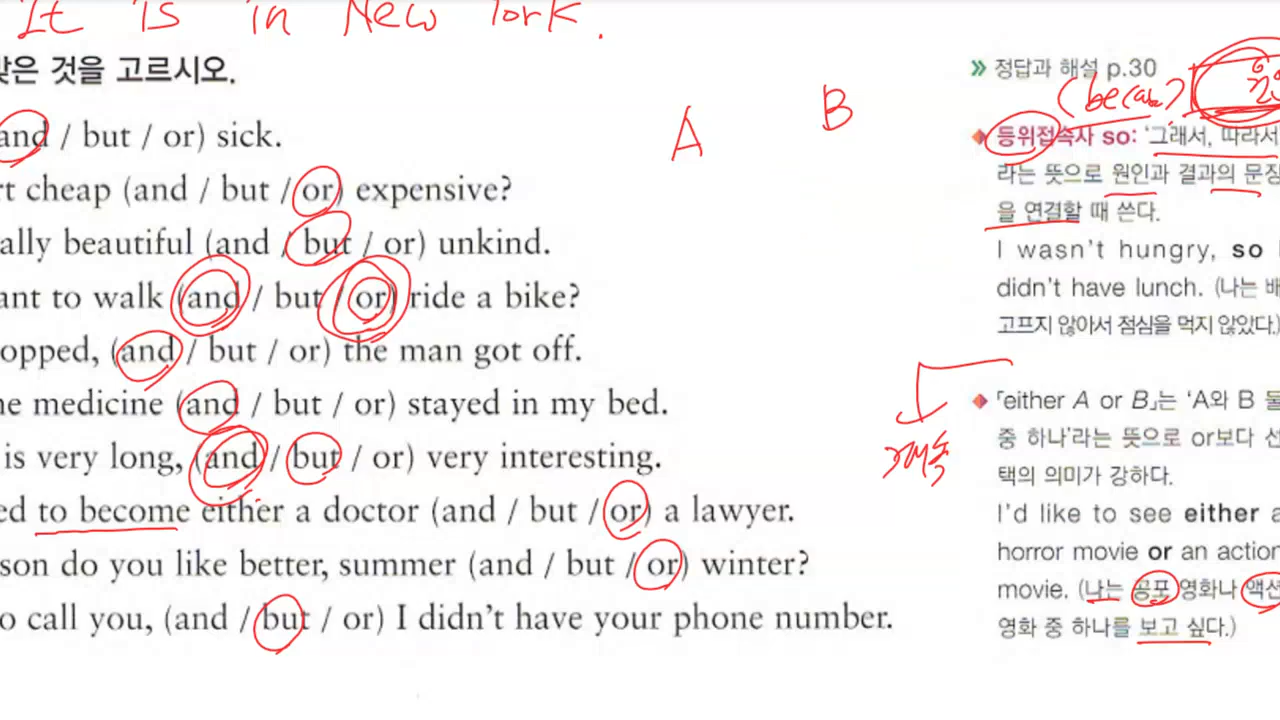 It is in New York.
맞은 것을 고르시오.
and / but / or) sick.
rt cheap (and / but / or) expensive?
ally beautiful (and / but / or) unkind.
ant to walk (and / but / or) ride a bike?
opped, (and / but / or) the man got off.
ne medicine (and / but / or) stayed in my bed.
is very long, (and / but / or) very interesting.
ed to become either a doctor (and / but / or) a lawyer.
son do you like better, summer (and / but / or) winter?
o call you, (and / but / or) I didn't have your phone number.
A B
» 정답과 해설 p.30
등위접속사 so: '그래서, 따라서
라는 뜻으로 원인과 결과의 문장
을 연결할 때 쓴다.
I wasn't hungry, so I
didn't have lunch. (나는 배
고프지 않아서 점심을 먹지 않았다.)
「either A or B」는 'A와 B 둘
중 하나'라는 뜻으로 or보다 선
택의 의미가 강하다.
I'd like to see either a
horror movie or an action
movie. (나는 공포 영화나 액션
영화 중 하나를 보고 싶다.)